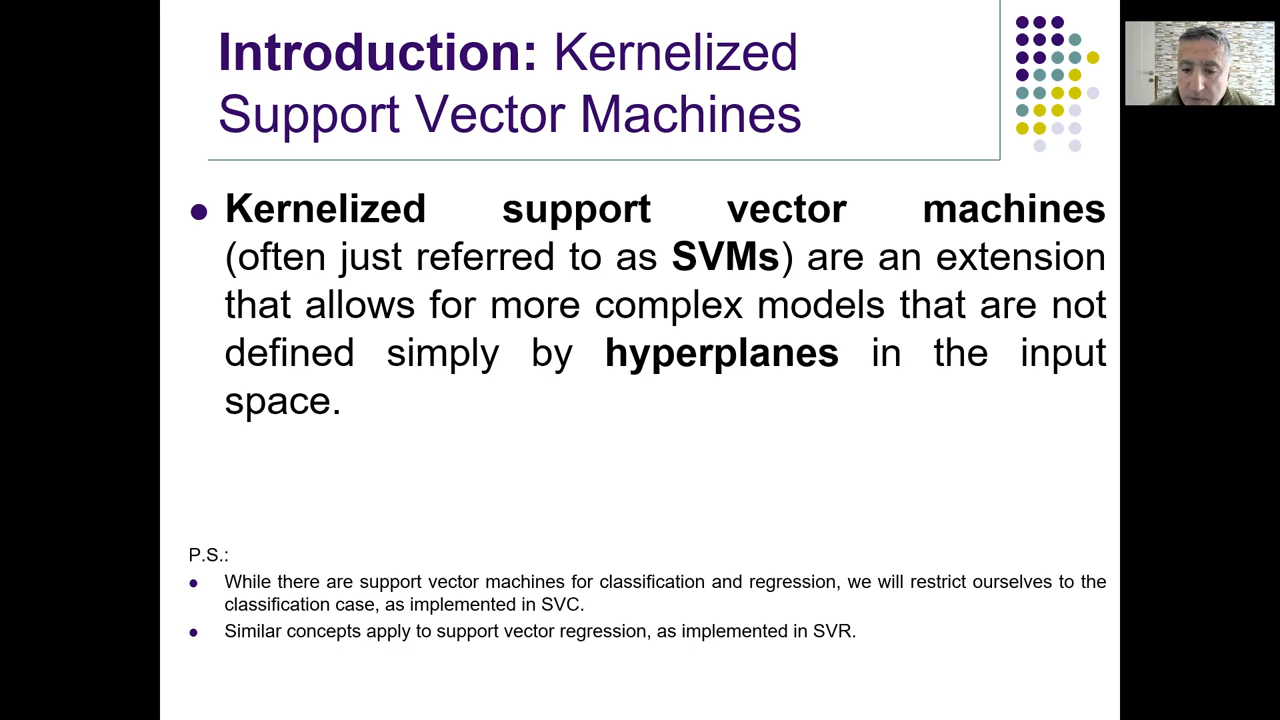 Introduction: Kernelized
Support Vector Machines
Kernelized support vector machines
(often just referred to as SVMs) are an extension
that allows for more complex models that are not
defined simply by hyperplanes in the input
space.
P.S.:
While there are support vector machines for classification and regression, we will restrict ourselves to the
classification case, as implemented in SVC.
Similar concepts apply to support vector regression, as implemented in SVR.